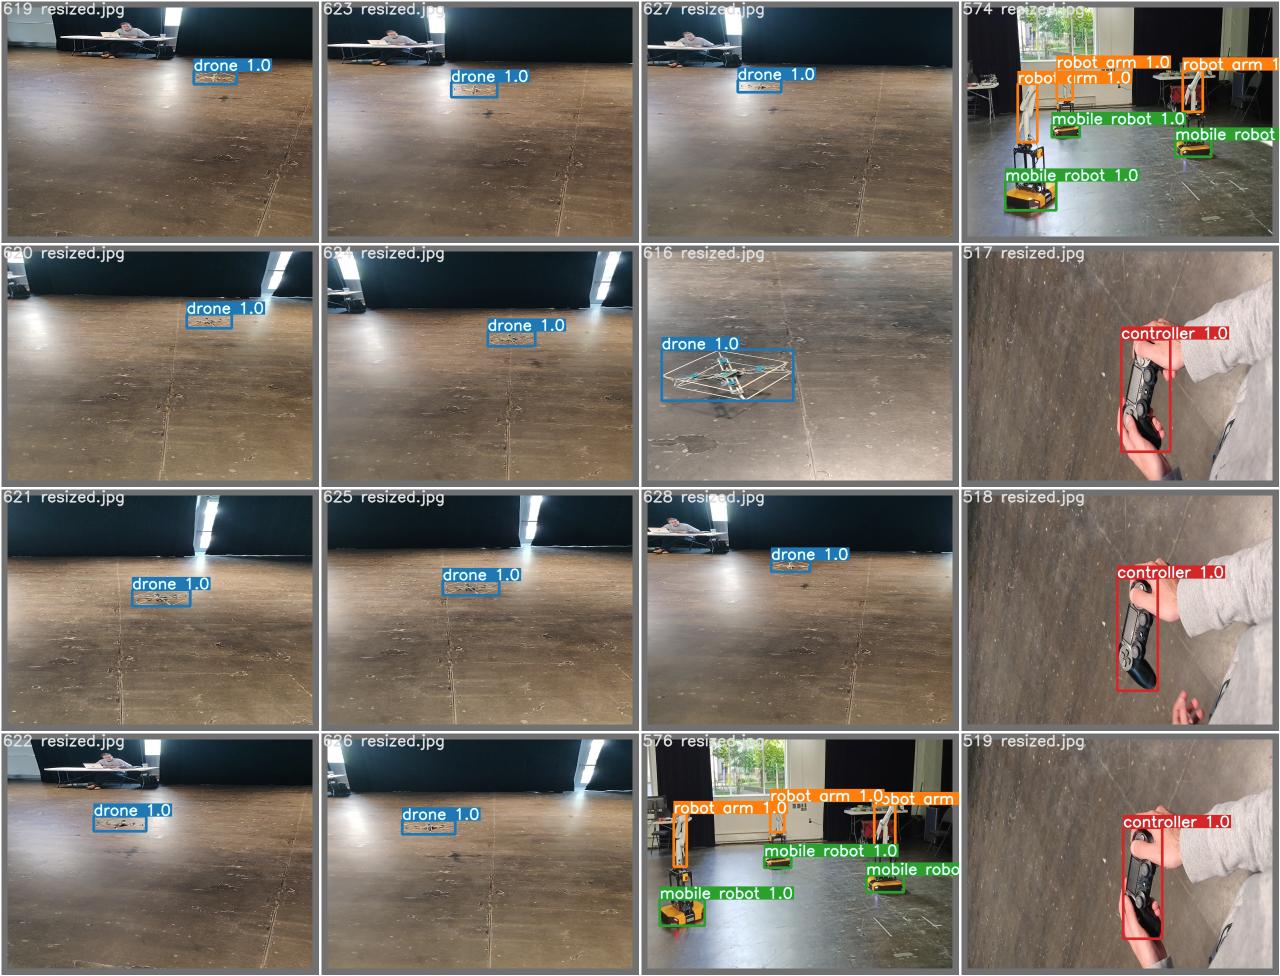 619 resized.jpg
drone 1.0
623 resized.jpg
drone 1.0
627 resized.jpg
drone 1.0
574 resized.jpg
robot arm 1.0
robot arm 1.0
robot arm 1
mobile robot 1.0
mobile robot
mobile robot 1.0
620 resized.jpg
drone 1.0
624 resized.jpg
drone 1.0
616 resized.jpg
drone 1.0
517 resized.jpg
controller 1.0
621 resized.jpg
drone 1.0
625 resized.jpg
drone 1.0
628 resized.jpg
drone 1.0
518 resized.jpg
controller 1.0
622 resized.jpg
drone 1.0
626 resized.jpg
drone 1.0
576 resized.jpg
robot arm 1.0
robot arm 1.0
obot arm
mobile robot 1.0
mobile robo
mobile robot 1.0
519 resized.jpg
controller 1.0